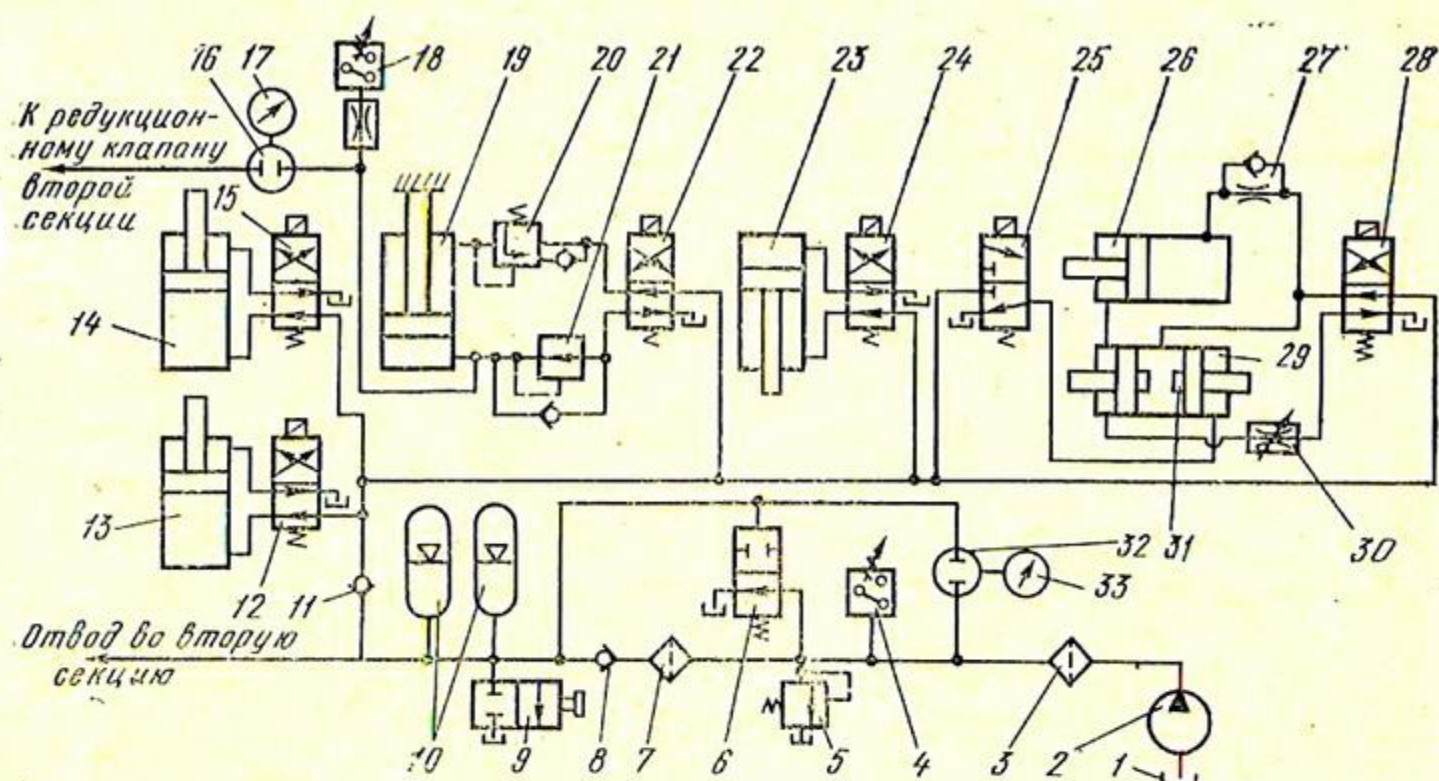 16 17 18 19 20 21 22 23 24 25 26 27 28
К редукцион-
ному клапану
второй
секции
15
14
29
13
12 11
32 33 31 30
Отвод во вторую
секцию
10 9 8 7 6 5 4 3 2 1